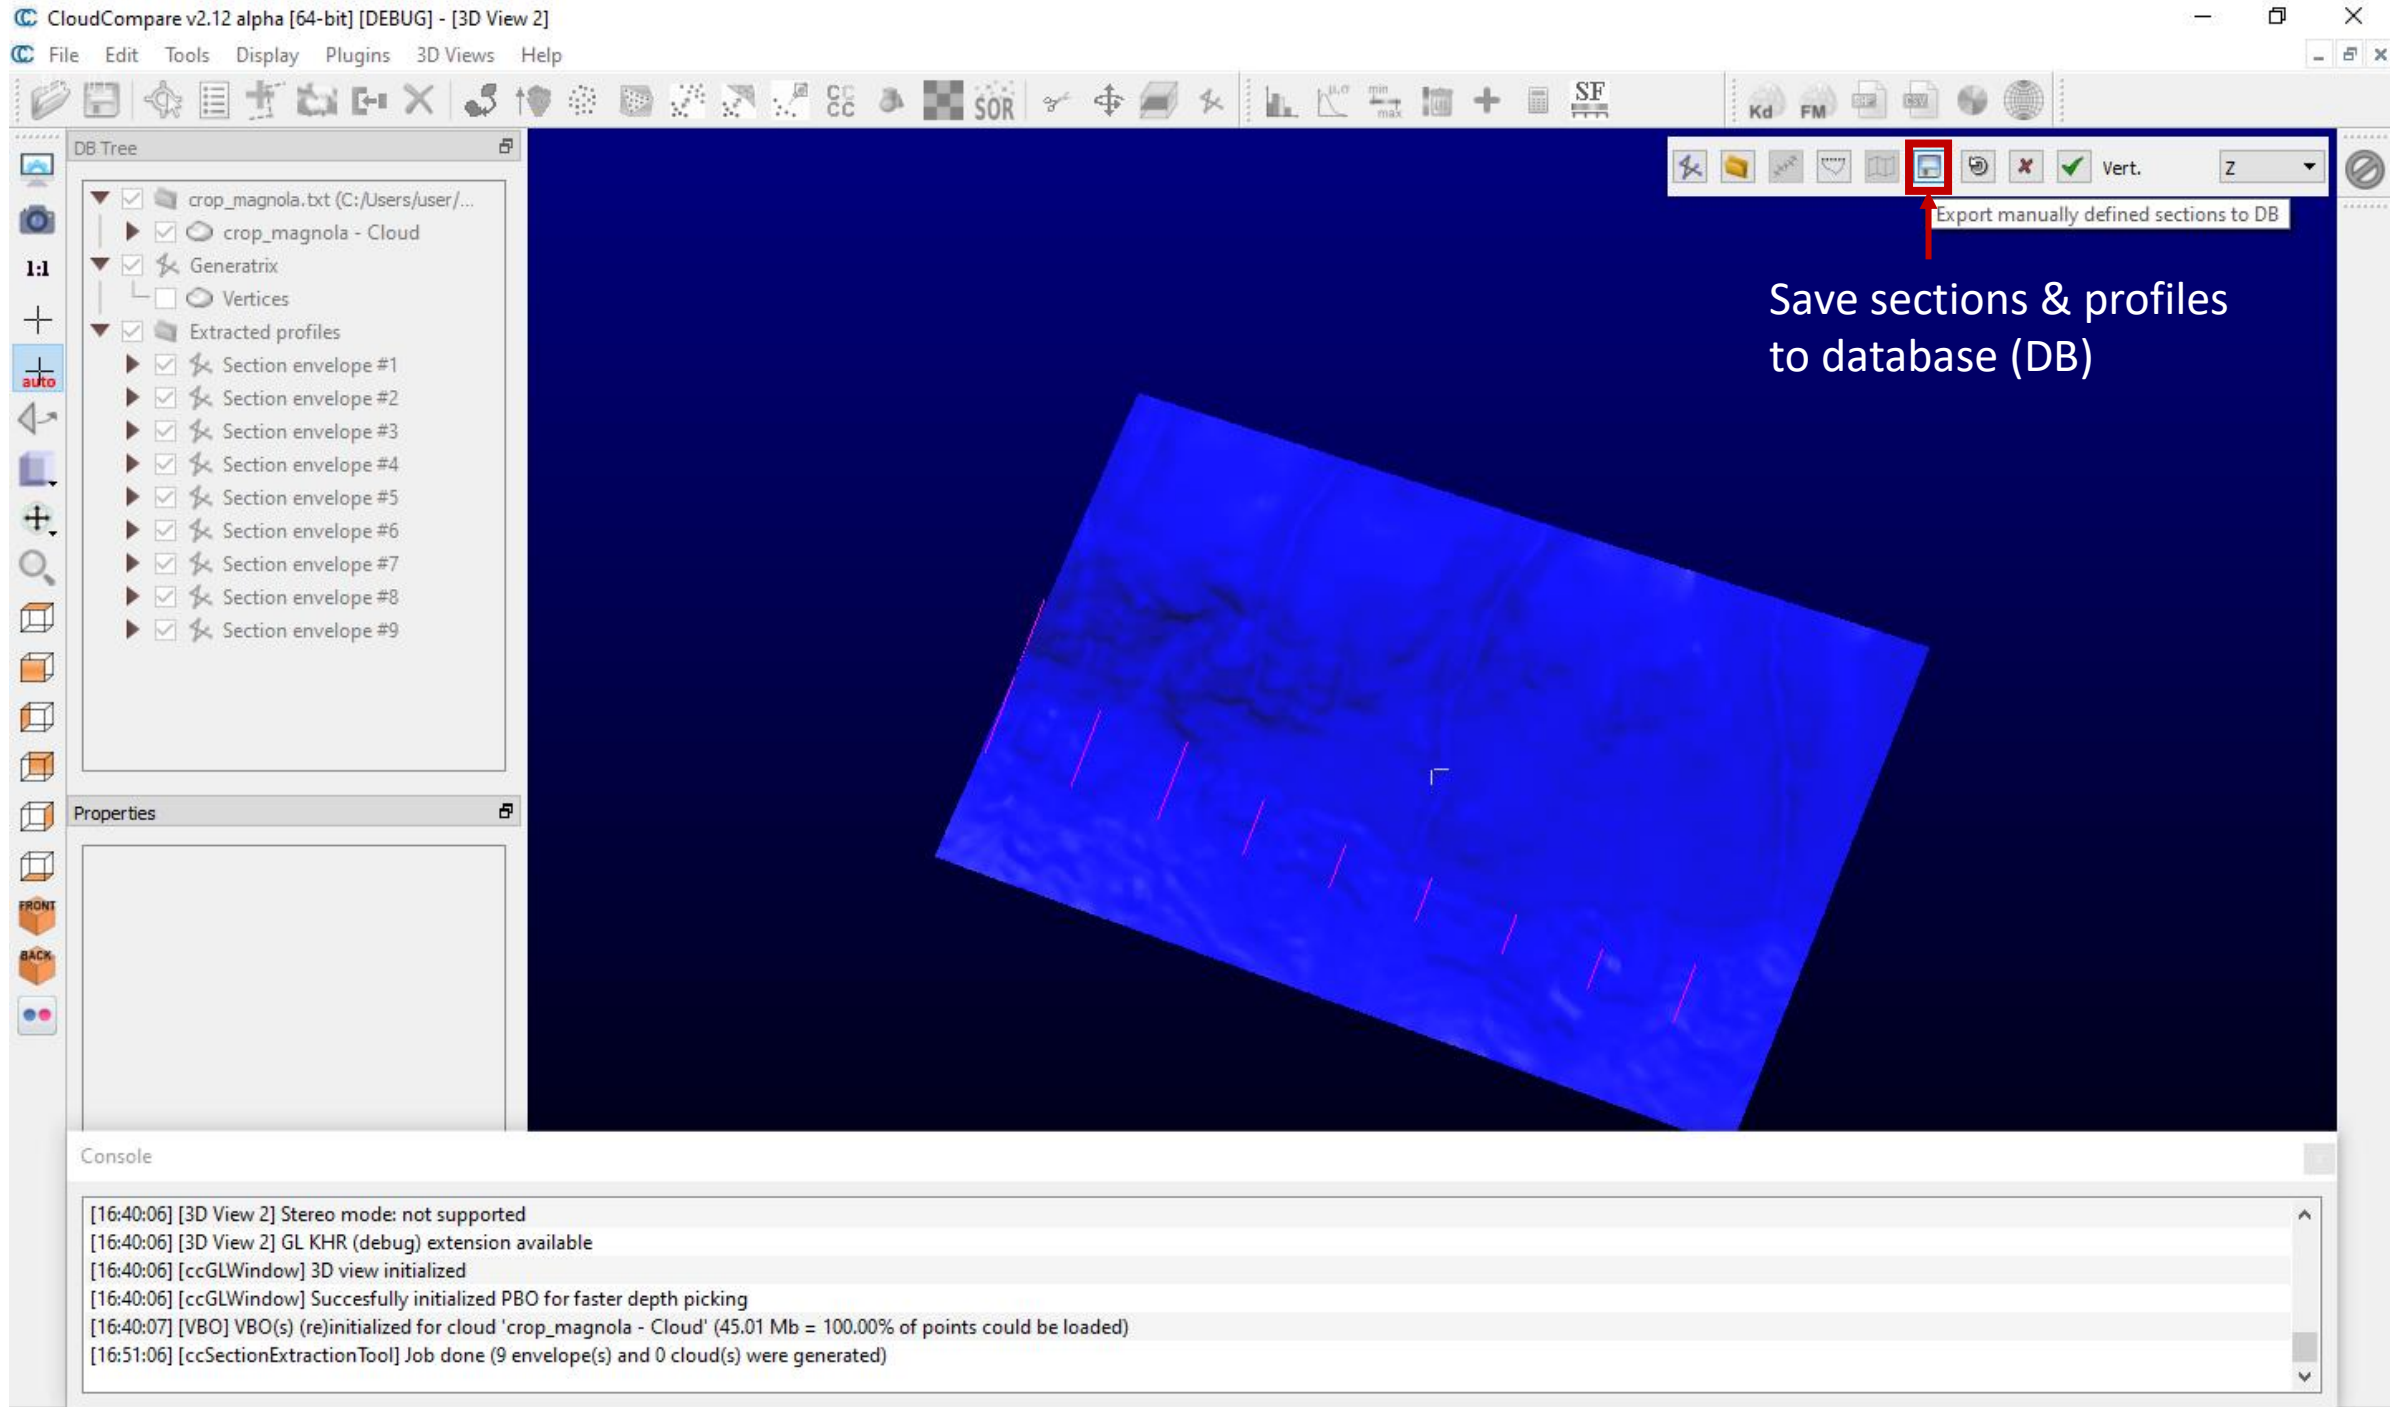 CloudCompare v2.12 alpha [64-bit] [DEBUG] - [3D View 2]
File Edit Tools Display Plugins 3D Views Help
CC
CC
SOR
μ,σ
min
max
SF
Kd
FM
SHP
CSV
DB Tree
Vert.
Z
crop_magnola.txt (C:/Users/user/...
crop_magnola - Cloud
Export manually defined sections to DB
1:1
Generatrix
Vertices
Save sections & profiles
to database (DB)
Extracted profiles
Section envelope #1
auto
Section envelope #2
Section envelope #3
Section envelope #4
Section envelope #5
Section envelope #6
Section envelope #7
Section envelope #8
Section envelope #9
Properties
FRONT
BACK
Console
[16:40:06] [3D View 2] Stereo mode: not supported
[16:40:06] [3D View 2] GL KHR (debug) extension available
[16:40:06] [ccGLWindow] 3D view initialized
[16:40:06] [ccGLWindow] Succesfully initialized PBO for faster depth picking
[16:40:07] [VBO] VBO(s) (re)initialized for cloud 'crop_magnola - Cloud' (45.01 Mb = 100.00% of points could be loaded)
[16:51:06] [ccSectionExtractionTool] Job done (9 envelope(s) and 0 cloud(s) were generated)